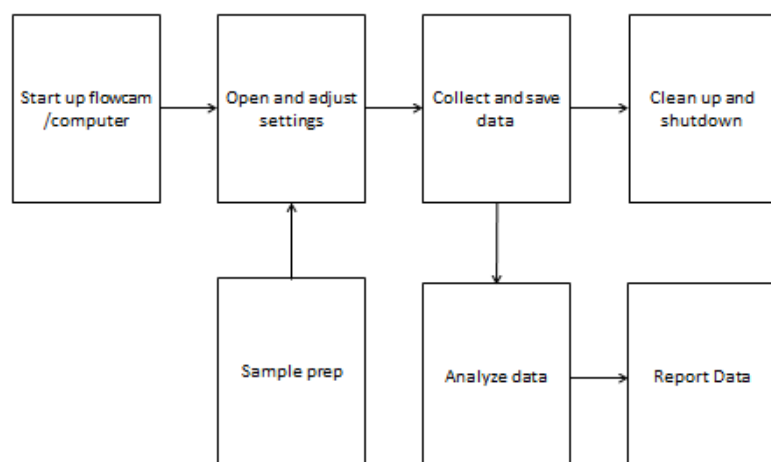 Start up flowcam
/computer
Open and adjust
settings
Collect and save
data
Clean up and
shutdown
Sample prep
Analyze data
Report Data